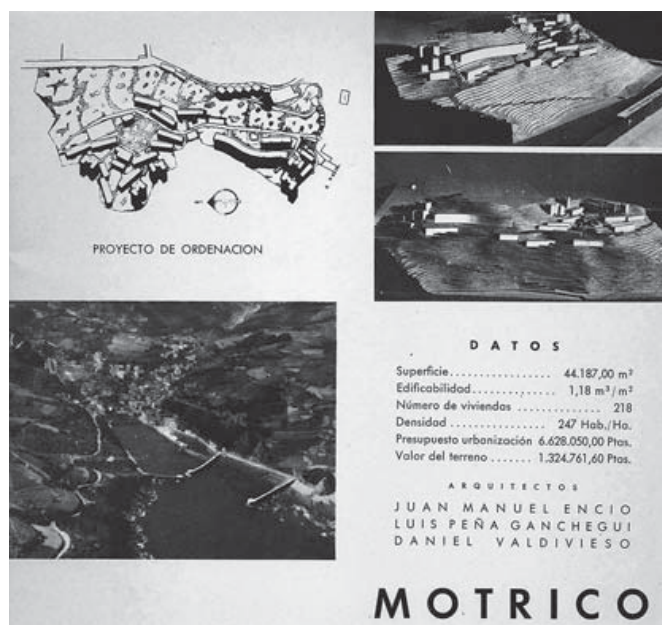 PROYECTO DE ORDENACION
DATOS
Superficie................. 44.187,00 m²
Edificabilidad............. 1,18 m³/m²
Número de viviendas ............ 218
Densidad ............ 247 Hab./Ha.
Presupuesto urbanización 6.628.050,00 Ptas.
Valor del terreno ....... 1.324.761,60 Ptas.
ARQUITECTOS
JUAN MANUEL ENCIO
LUIS PEÑA GANCHEGUI
DANIEL VALDIVIESO
MOTRICO